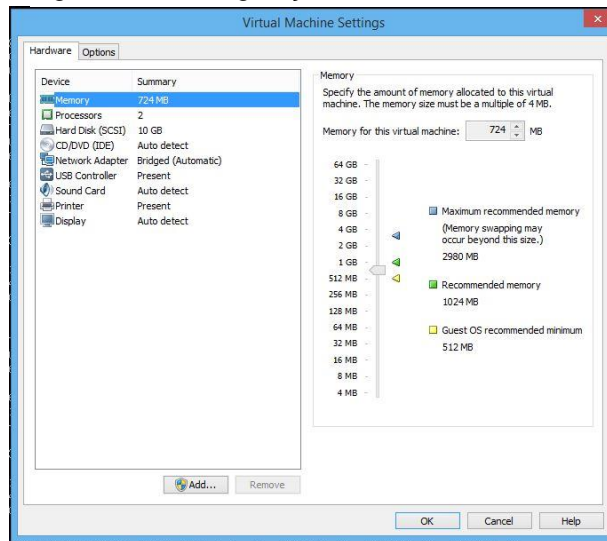 Virtual Machine Settings
Hardware Options
Device Summary
Memory 724 MB
Processors 2
Hard Disk (SCSI) 10 GB
CD/DVD (IDE) Auto detect
Network Adapter Bridged (Automatic)
USB Controller Present
Sound Card Auto detect
Printer Present
Display Auto detect
Add... Remove
Memory
Specify the amount of memory allocated to this virtual
machine. The memory size must be a multiple of 4 MB.
Memory for this virtual machine: 724 MB
64 GB
32 GB
16 GB
8 GB
4 GB
2 GB
1 GB
512 MB
256 MB
128 MB
64 MB
32 MB
16 MB
8 MB
4 MB
Maximum recommended memory
(Memory swapping may
occur beyond this size.)
2980 MB
Recommended memory
1024 MB
Guest OS recommended minimum
512 MB
OK Cancel Help